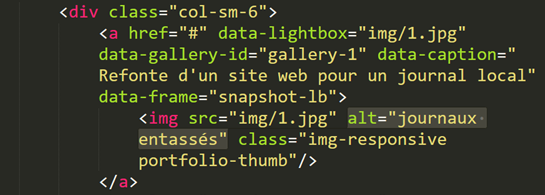 <div class="col-sm-6">
<a href="#" data-lightbox="img/1.jpg"
data-gallery-id="gallery-1" data-caption="
Refonte d'un site web pour un journal local"
data-frame="snapshot-lb">
<img src="img/1.jpg" alt="journaux
entassés" class="img-responsive
portfolio-thumb"/>
</a>